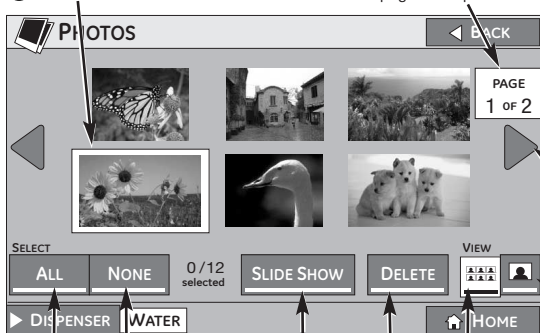 PHOTOS
BACK
PAGE
1 OF 2
SELECT
VIEW
ALL
NONE
0/12
selected
SLIDE SHOW
DELETE
DISPENSER
WATER
HOME